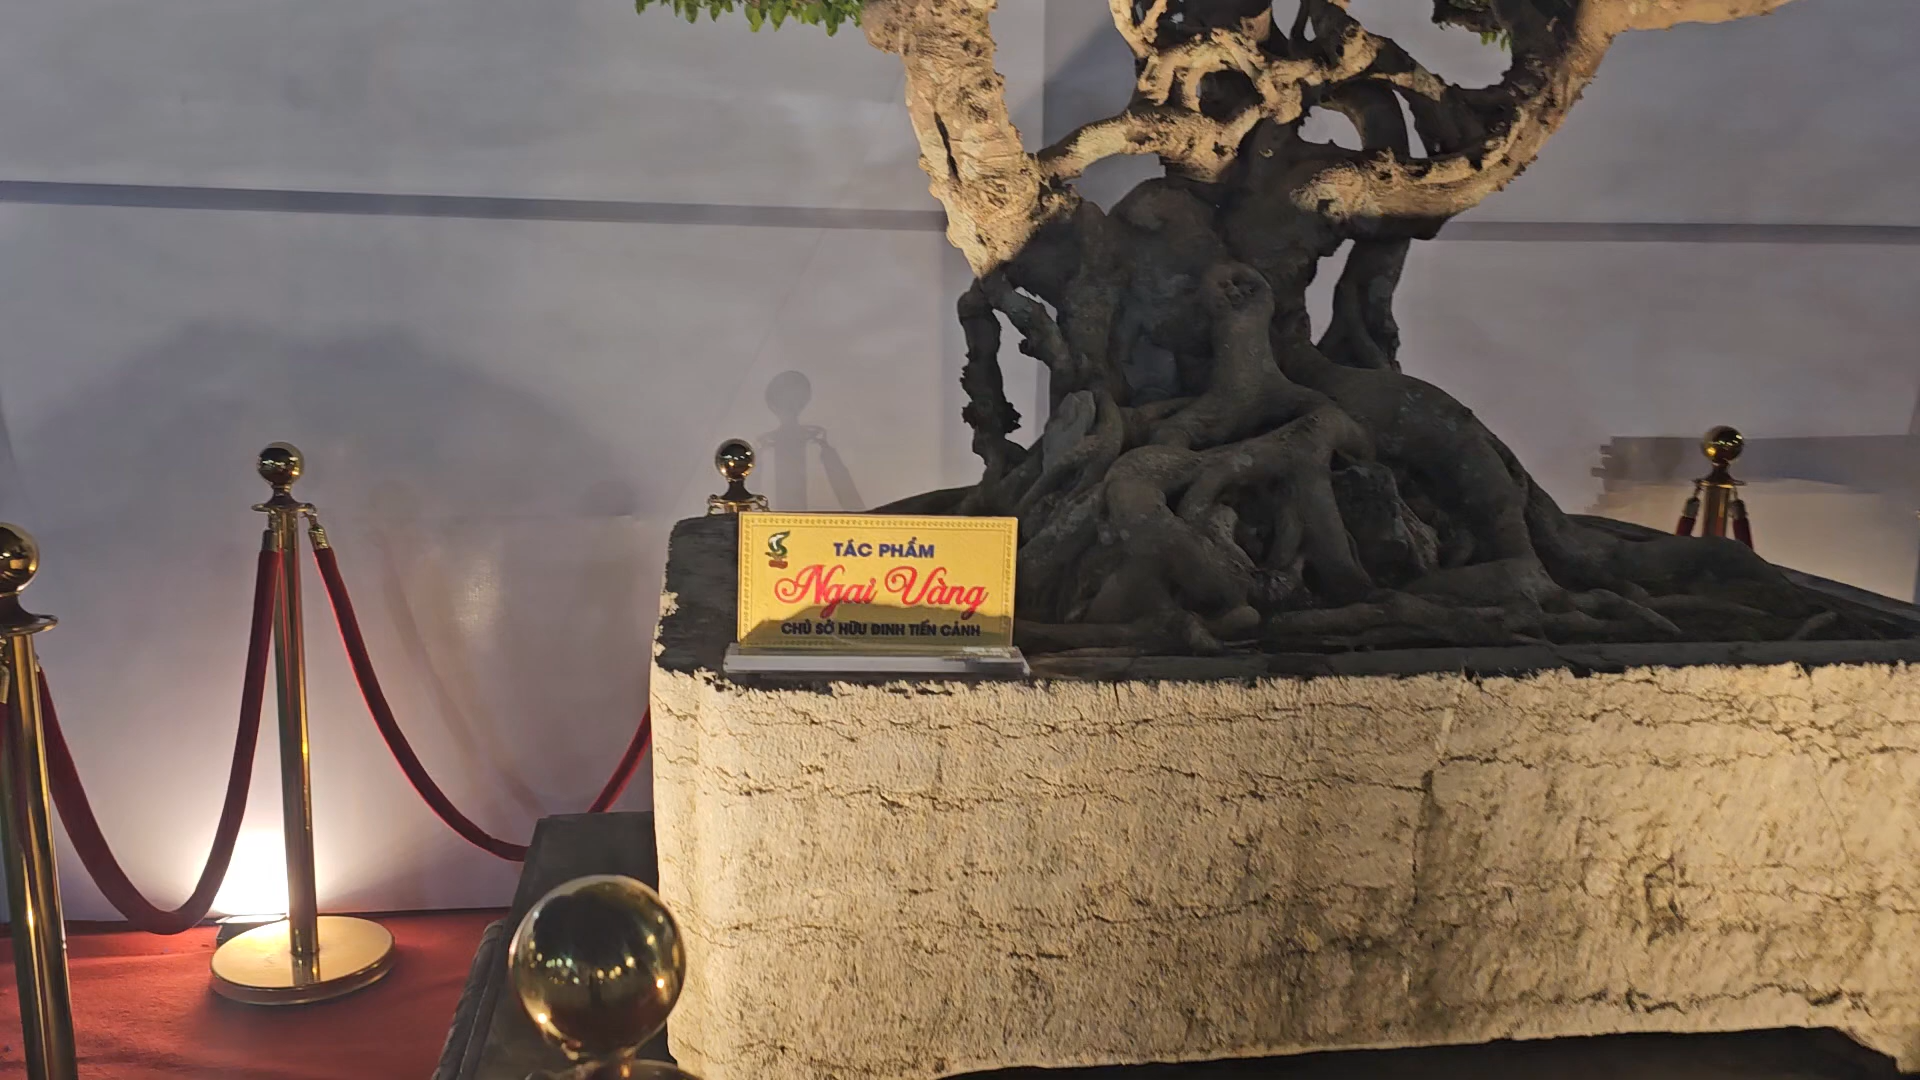 TÁC PHẨM
Ngai Vàng
CHỦ SỞ HỮU ĐINH TIẾN CẢNH